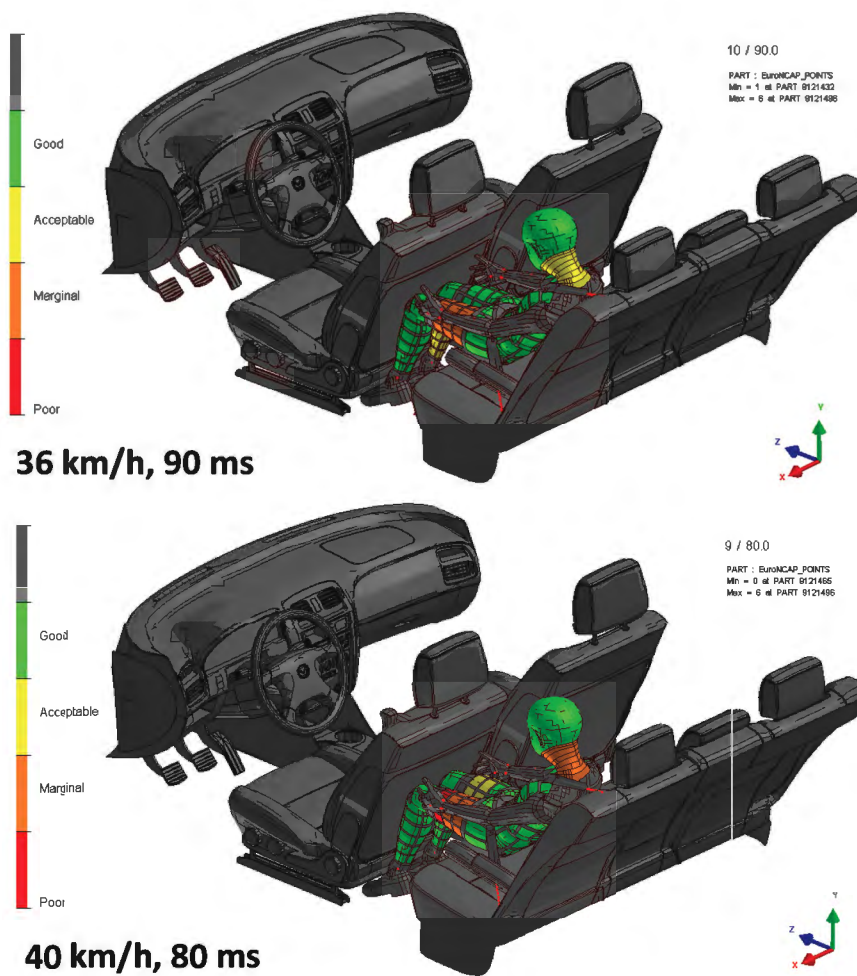 10 / 90.0
PART : EuroNCAP_POINTS
Min = 1 at PART 9121432
Max = 6 at PART 9121496
Good
Acceptable
Merginal
Poor
Y
Z
X
36 km/h, 90 ms
9 / 80.0
PART : EuroNCAP_POINTS
Min = 0 at PART 9121465
Max = 6 at PART 9121496
Good
Acceptable
Marginal
Poor
Y
Z
X
40 km/h, 80 ms